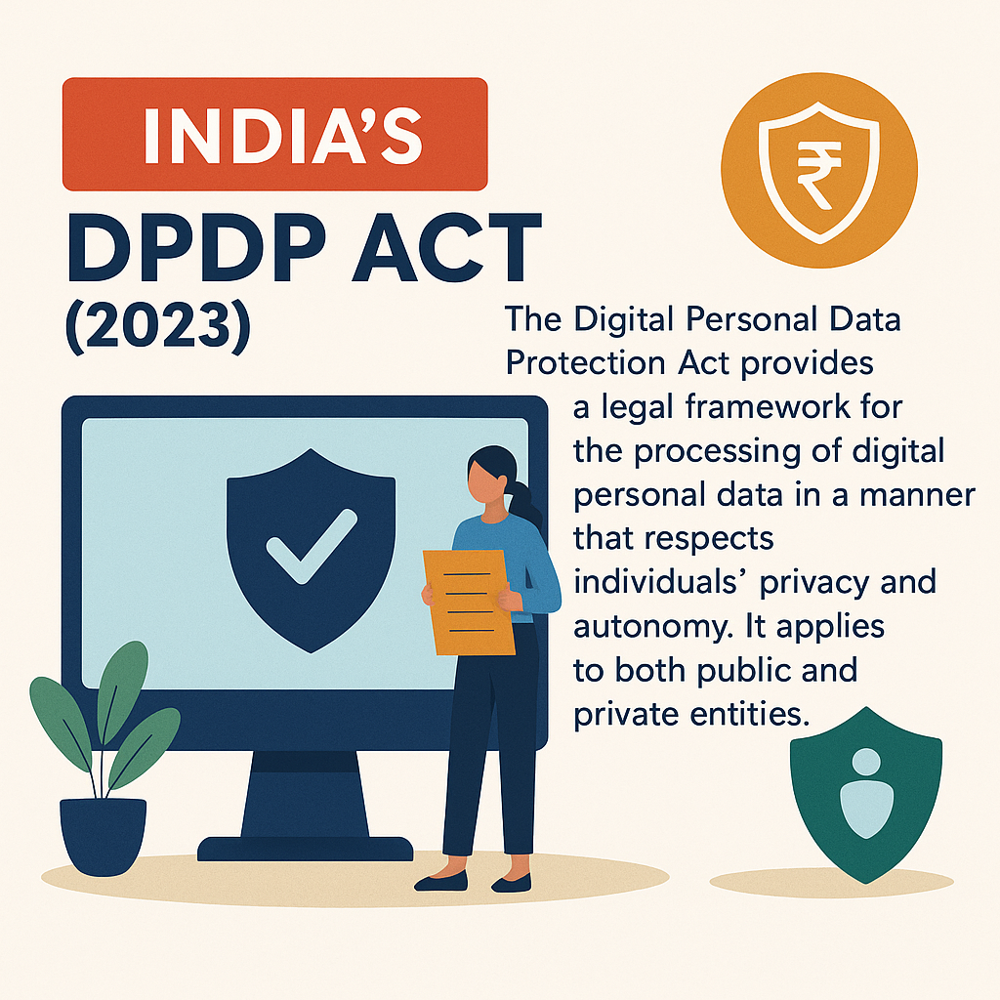 INDIA’S
DPDP ACT
(2023)
₹
The Digital Personal Data
Protection Act provides
a legal framework for
the processing of digital
personal data in a manner
that respects
individuals’ privacy and
autonomy. It applies
to both public and
private entities.